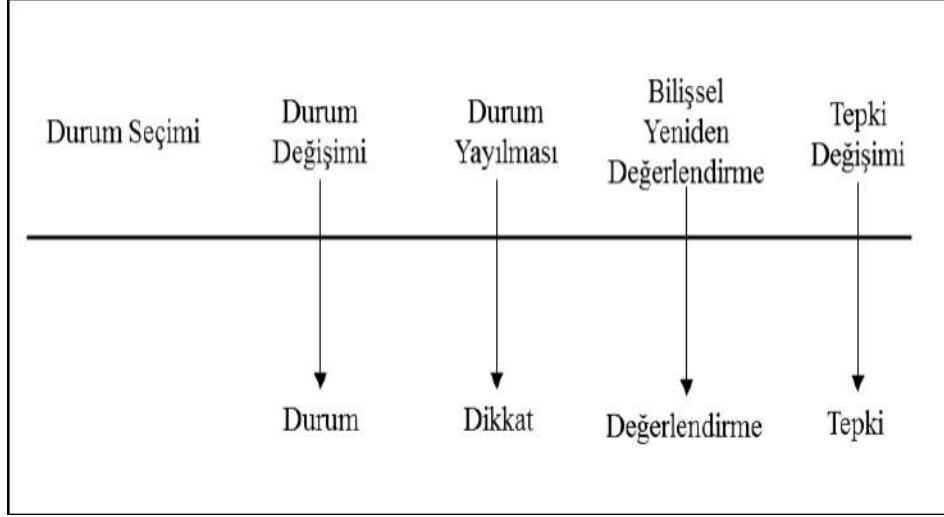 Durum Seçimi
Durum
Değişimi
Durum
Yayılması
Bilişsel
Yeniden
Değerlendirme
Tepki
Değişimi
Durum
Dikkat
Değerlendirme
Tepki